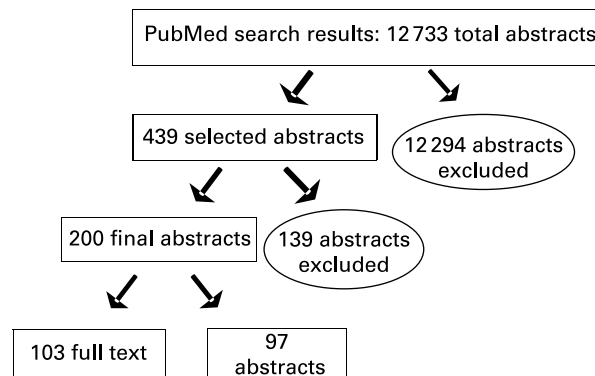 PubMed search results: 12 733 total abstracts
439 selected abstracts
12 294 abstracts
excluded
200 final abstracts
139 abstracts
excluded
103 full text
97
abstracts